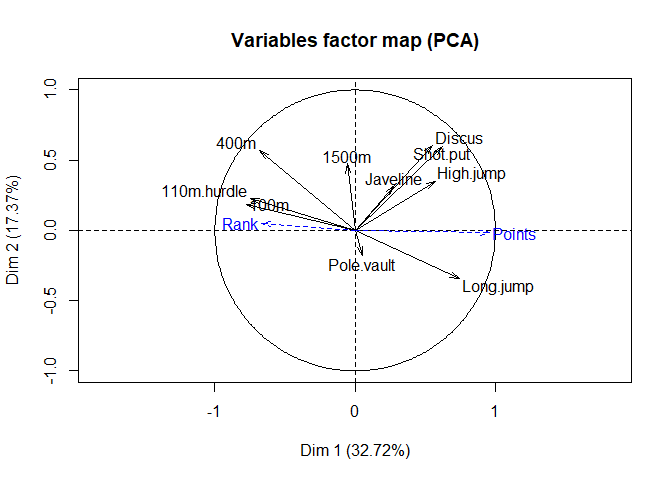 Variables factor map (PCA)
1.0
0.5
0.0
-0.5
-1.0
Dim 2 (17.37%)
400m
1500m
Discus
Shot.put
High.jump
Javeline
110m.hurdle
100m
Rank
Points
Pole.vault
Long.jump
-1
0
1
Dim 1 (32.72%)